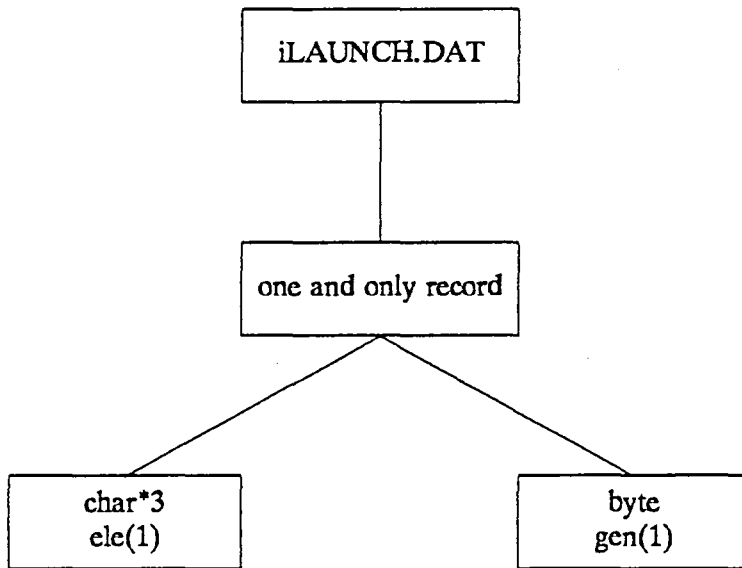 iLAUNCH.DAT
one and only record
char*3
ele(1)
byte
gen(1)